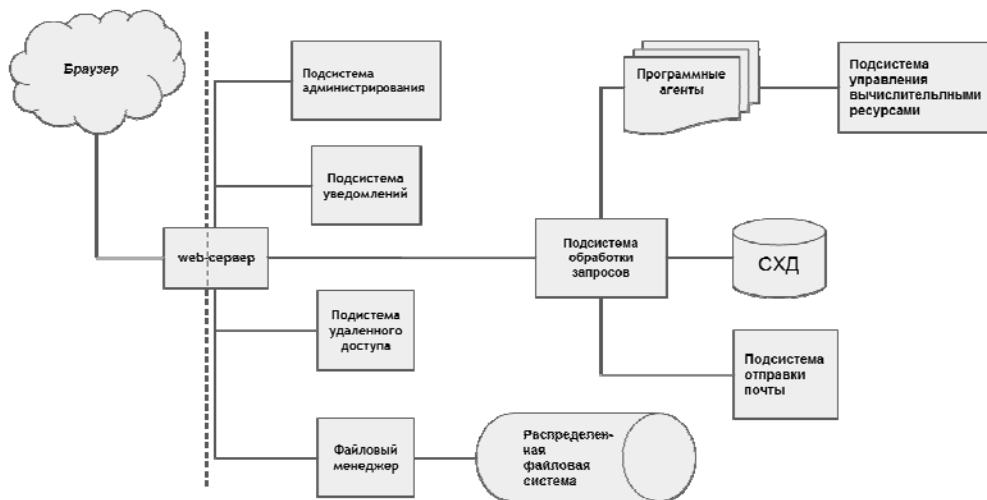 Браузер
Подсистема
администрирования
Подсистема
уведомлений
web-сервер
Подистема
удаленного
доступа
Файловый
менеджер
Распределен-
ная
файловая
система
Программные
агенты
Подсистема
управления
вычислителльными
ресурсами
Подсистема
обработки
запросов
СХД
Подсистема
отправки
почты